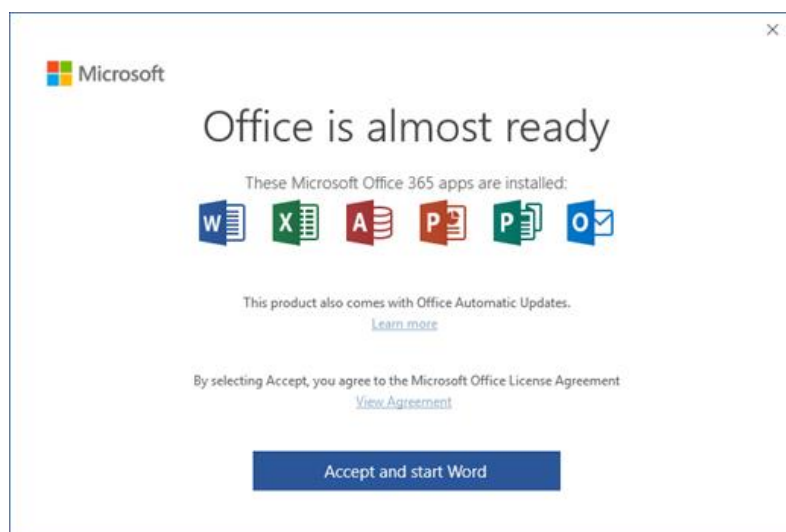 Microsoft
Office is almost ready
These Microsoft Office 365 apps are installed:
W X A P P O
This product also comes with Office Automatic Updates.
Learn more
By selecting Accept, you agree to the Microsoft Office License Agreement
View Agreement
Accept and start Word